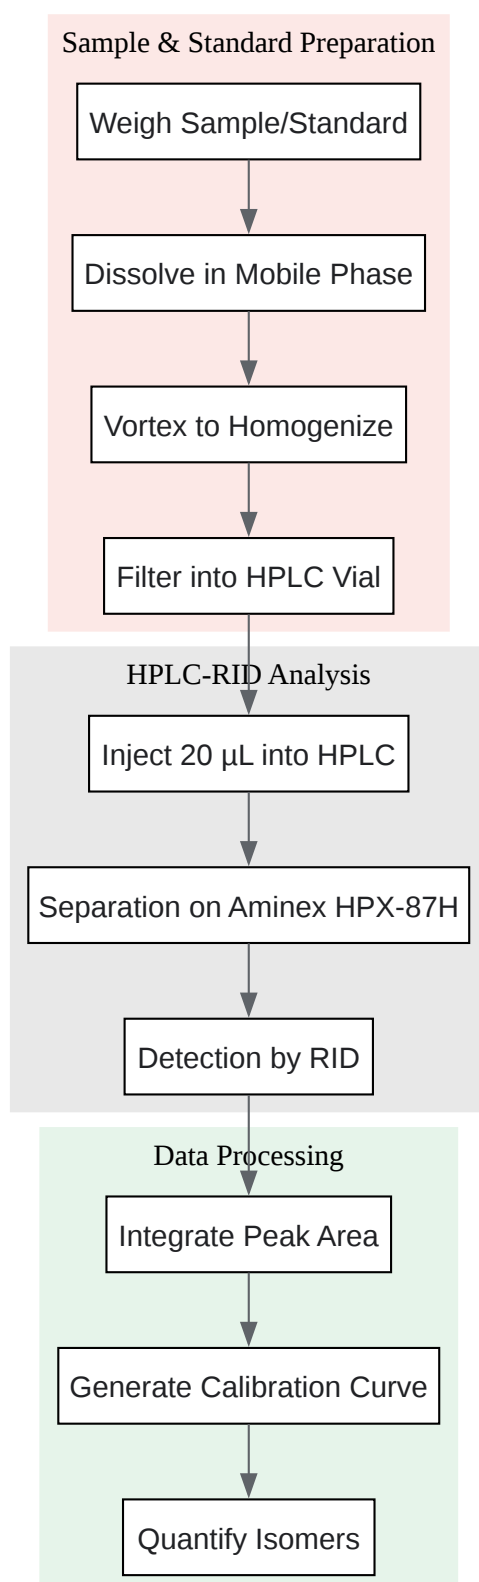 Sample & Standard Preparation
Weigh Sample/Standard
Dissolve in Mobile Phase
Vortex to Homogenize
Filter into HPLC Vial
HPLC-RID Analysis
Inject 20 µL into HPLC
Separation on Aminex HPX-87H
Detection by RID
Data Processing
Integrate Peak Area
Generate Calibration Curve
Quantify Isomers